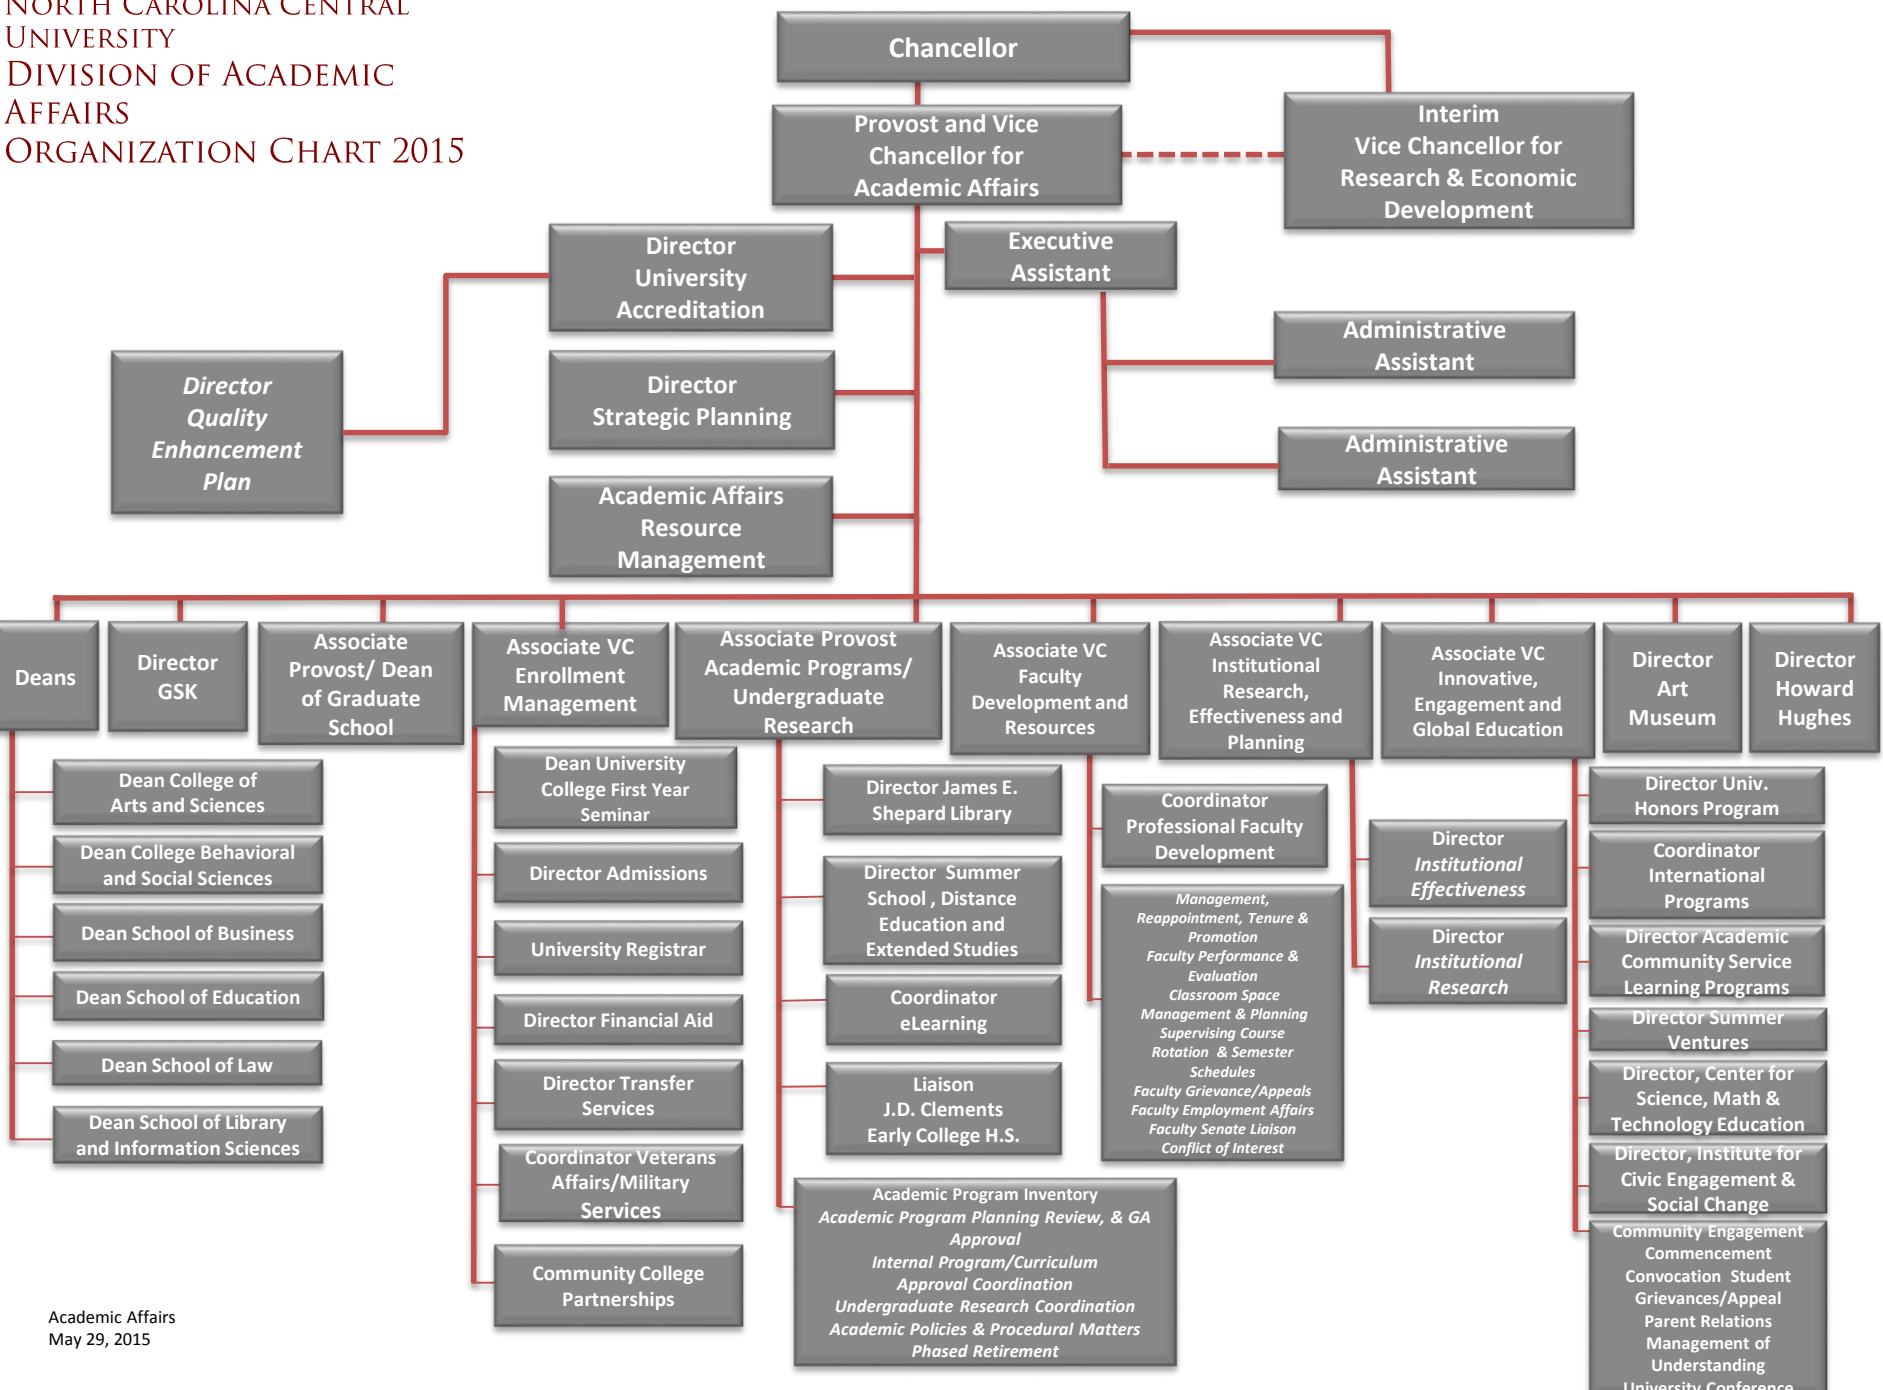 NORTH CAROLINA CENTRAL
UNIVERSITY
DIVISION OF ACADEMIC
AFFAIRS
ORGANIZATION CHART 2015
Chancellor
Provost and Vice
Chancellor for
Academic Affairs
Interim
Vice Chancellor for
Research & Economic
Development
Director
University
Accreditation
Executive
Assistant
Administrative
Assistant
Director
Quality
Enhancement
Plan
Director
Strategic Planning
Administrative
Assistant
Academic Affairs
Resource
Management
Deans
Director
GSK
Associate
Provost/ Dean
of Graduate
School
Associate VC
Enrollment
Management
Associate Provost
Academic Programs/
Undergraduate
Research
Associate VC
Faculty
Development and
Resources
Associate VC
Institutional
Research,
Effectiveness and
Planning
Associate VC
Innovative,
Engagement and
Global Education
Director
Art
Museum
Director
Howard
Hughes
Dean College of
Arts and Sciences
Dean College Behavioral
and Social Sciences
Dean School of Business
Dean School of Education
Dean School of Law
Dean School of Library
and Information Sciences
Dean University
College First Year
Seminar
Director Admissions
University Registrar
Director Financial Aid
Director Transfer
Services
Coordinator Veterans
Affairs/Military
Services
Community College
Partnerships
Director James E.
Shepard Library
Director Summer
School , Distance
Education and
Extended Studies
Coordinator
eLearning
Liaison
J.D. Clements
Early College H.S.
Academic Program Inventory
Academic Program Planning Review, & GA
Approval
Internal Program/Curriculum
Approval Coordination
Undergraduate Research Coordination
Academic Policies & Procedural Matters
Phased Retirement
Coordinator
Professional Faculty
Development
Management,
Reappointment, Tenure &
Promotion
Faculty Performance &
Evaluation
Classroom Space
Management & Planning
Supervising Course
Rotation & Semester
Schedules
Faculty Grievance/Appeals
Faculty Employment Affairs
Faculty Senate Liaison
Conflict of Interest
Director
Institutional
Effectiveness
Director
Institutional
Research
Director Univ.
Honors Program
Coordinator
International
Programs
Director Academic
Community Service
Learning Programs
Director Summer
Ventures
Director, Center for
Science, Math &
Technology Education
Director, Institute for
Civic Engagement &
Social Change
Community Engagement
Commencement
Convocation Student
Grievances/Appeal
Parent Relations
Management of
Understanding
University Conference
Academic Affairs
May 29, 2015